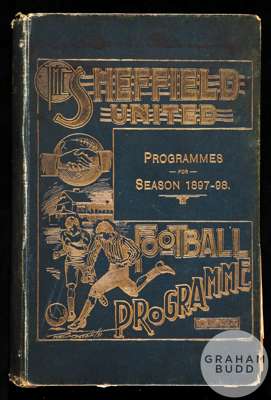 THE
SHEFFIELD
UNITED
PROGRAMMES
FOR
SEASON 1897-98.
FOOTBALL
PROGRAMME
GRAHAM
BUDD